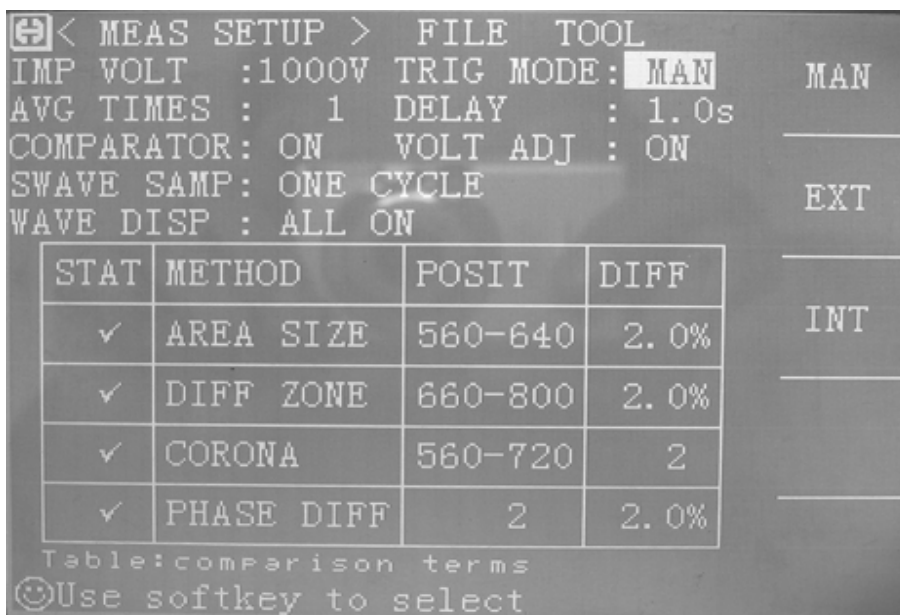 < MEAS SETUP > FILE TOOL
IMP VOLT :1000V TRIG MODE: MAN
AVG TIMES : 1 DELAY : 1.0s
COMPARATOR: ON VOLT ADJ : ON
SWAVE SAMP: ONE CYCLE
WAVE DISP : ALL ON
STAT METHOD POSIT DIFF
✓ AREA SIZE 560-640 2.0%
✓ DIFF ZONE 660-800 2.0%
✓ CORONA 560-720 2
✓ PHASE DIFF 2 2.0%
Table:comparison terms
Use softkey to select
MAN
EXT
INT